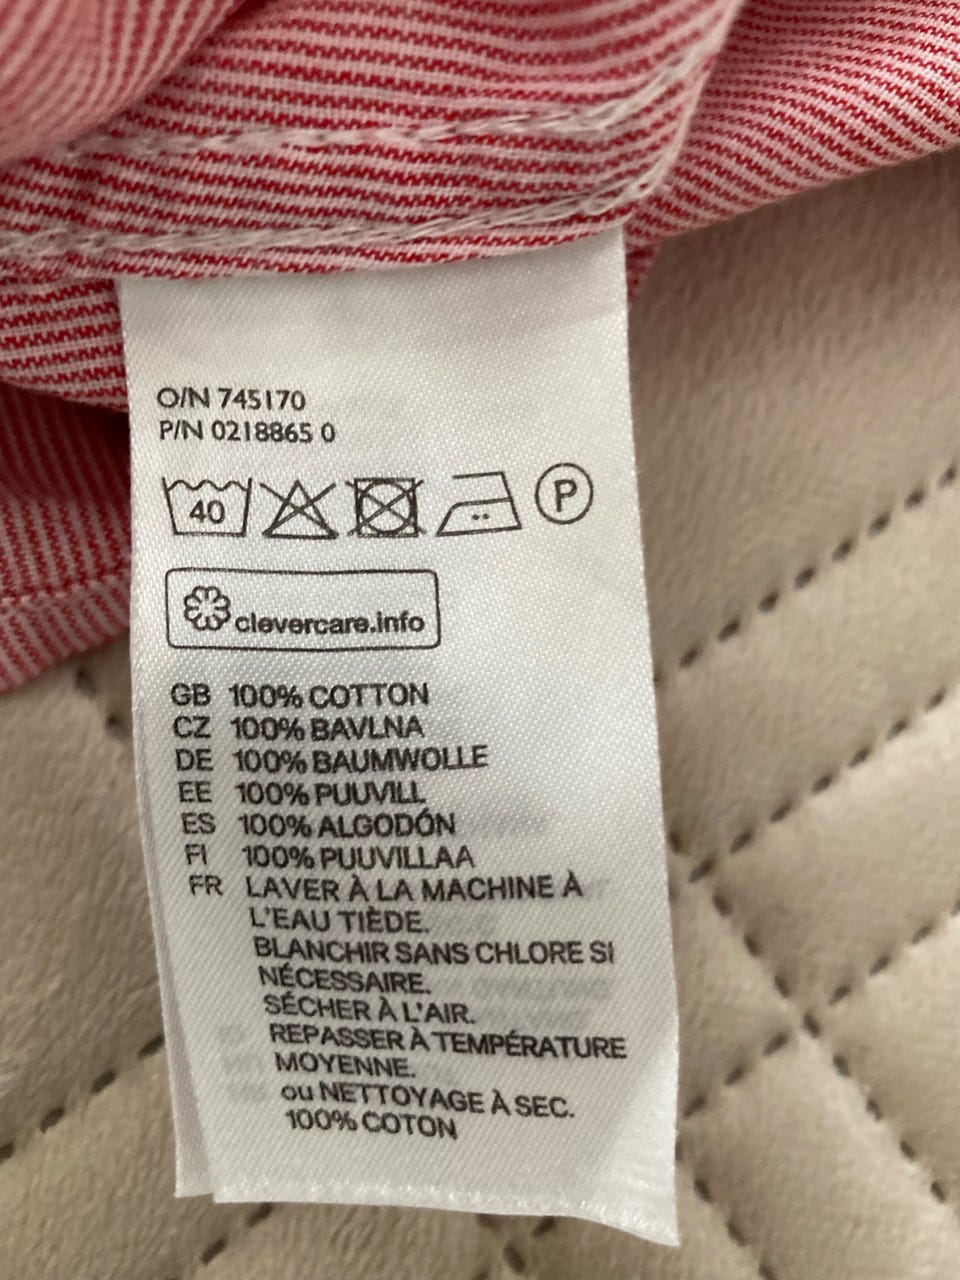 O/N 745170
P/N 0218865 0
40 P
clevercare.info
GB 100% COTTON
CZ 100% BAVLNA
DE 100% BAUMWOLLE
EE 100% PUUVILL
ES 100% ALGODÓN
FI 100% PUUVILLAA
FR LAVER À LA MACHINE À
L'EAU TIÈDE.
BLANCHIR SANS CHLORE SI
NÉCESSAIRE.
SÉCHER À L'AIR.
REPASSER À TEMPÉRATURE
MOYENNE.
ou NETTOYAGE À SEC.
100% COTON